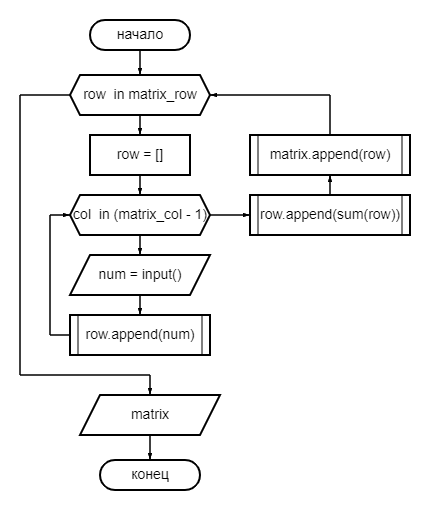 начало
row in matrix_row
row = []
matrix.append(row)
col in (matrix_col - 1)
row.append(sum(row))
num = input()
row.append(num)
matrix
конец